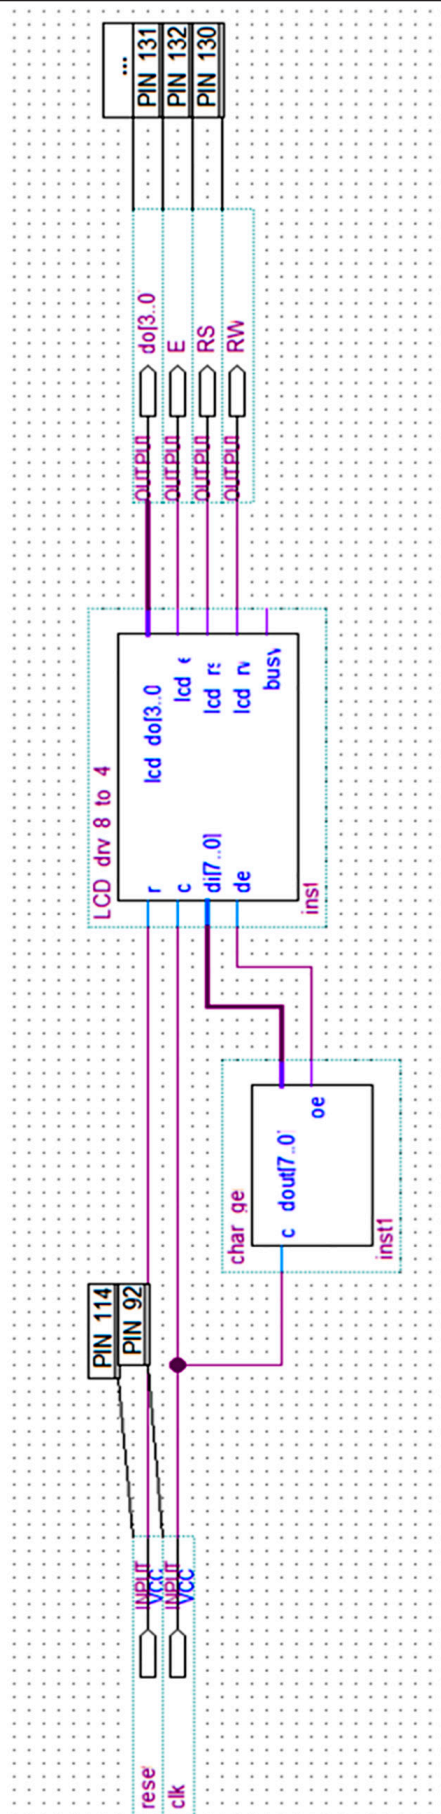 ...
PIN 131
PIN 132
PIN 130
do[3..0
E
RS
RW
OUTPUT
OUTPUT
OUTPUT
OUTPUT
LCD drv 8 to 4
lcd do[3..0
lcd e
lcd rs
lcd rv
busy
r
c
di[7..0]
de
inst
char ge
dout[7..0]
oe
c
inst1
PIN 114
PIN 92
INPUT
VCC
INPUT
VCC
rese
clk